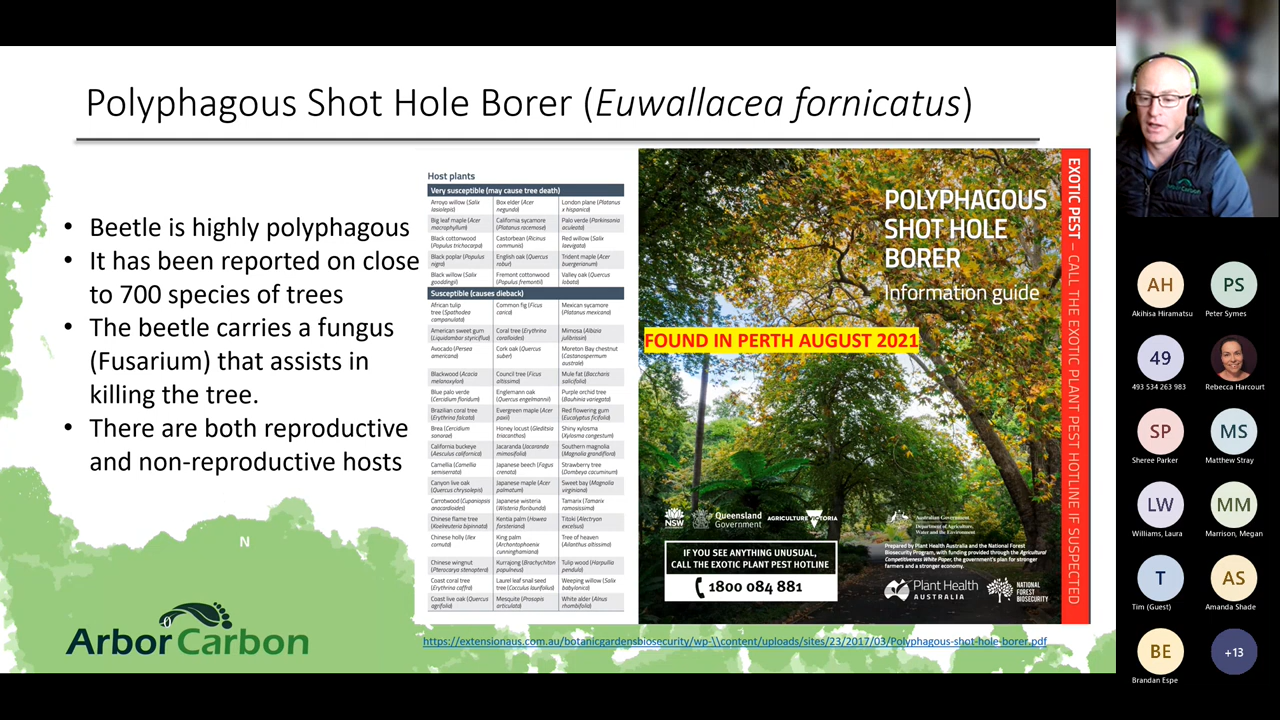 Polyphagous Shot Hole Borer (Euwallacea fornicatus)
• Beetle is highly polyphagous
• It has been reported on close
to 700 species of trees
• The beetle carries a fungus
(Fusarium) that assists in
killing the tree.
• There are both reproductive
and non-reproductive hosts
N
ArborCarbon
Host plants
Very susceptible (may cause tree death)
Arroyo willow (Salix
lasiolepis)
Box elder (Acer
negundo)
London plane (Platanus
x hispanica)
Big leaf maple (Acer
macrophyllum)
California sycamore
(Platanus racemose)
Palo verde (Parkinsonia
aculeata)
Black cottonwood
(Populus trichocarpa)
Castorbean (Ricinus
communis)
Red willow (Salix
laevigata)
Black poplar (Populus
nigra)
English oak (Quercus
robur)
Trident maple (Acer
buergerianum)
Black willow (Salix
gooddingii)
Fremont cottonwood
(Populus fremontii)
Valley oak (Quercus
lobata)
Susceptible (causes dieback)
African tulip
tree (Spathodea
campanulata)
Common fig (Ficus
carica)
Mexican sycamore
(Platanus mexicana)
American sweet gum
(Liquidambar styraciflua)
Coral tree (Erythrina
coralloides)
Mimosa (Albizia
julibrissin)
Avocado (Persea
americana)
Cork oak (Quercus
suber)
Moreton Bay chestnut
(Castanospermum
australe)
Blackwood (Acacia
melanoxylon)
Council tree (Ficus
altissima)
Mule fat (Baccharis
salicifolia)
Blue palo verde
(Cercidium floridum)
Englemann oak
(Quercus engelmannii)
Purple orchid tree
(Bauhinia variegata)
Brazilian coral tree
(Erythrina falcata)
Evergreen maple (Acer
paxii)
Red flowering gum
(Eucalyptus ficifolia)
Brea (Cercidium
sonorae)
Honey locust (Gleditsia
triacanthos)
Shiny xylosma
(Xylosma congestum)
California buckeye
(Aesculus californica)
Jacaranda (Jacaranda
mimosifolia)
Southern magnolia
(Magnolia grandiflora)
Camellia (Camellia
semiserrata)
Japanese beech (Fagus
crenata)
Strawberry tree
(Dombeya cacuminum)
Canyon live oak
(Quercus chrysolepis)
Japanese maple (Acer
palmatum)
Sweet bay (Magnolia
virginiana)
Carrotwood (Cupaniopsis
anacardioides)
Japanese wisteria
(Wisteria floribunda)
Tamarix (Tamarix
ramosissima)
Chinese flame tree
(Koelreuteria bipinnata)
Kentia palm (Howea
forsteriana)
Titoki (Alectryon
excelsus)
Chinese holly (Ilex
cornuta)
King palm
(Archontophoenix
cunninghamiana)
Tree of heaven
(Ailanthus altissima)
Chinese wingnut
(Pterocarya stenoptera)
Kurrajong (Brachychiton
populneus)
Tulip wood (Harpullia
pendula)
Coast coral tree
(Erythrina caffra)
Laurel leaf snail seed
tree (Cocculus laurifolius)
Weeping willow (Salix
babylonica)
Coast live oak (Quercus
agrifolia)
Mesquite (Prosopis
articulata)
White alder (Alnus
rhombifolia)
POLYPHAGOUS
SHOT HOLE
BORER
Information guide
FOUND IN PERTH AUGUST 2021
NSW
Queensland
Government
AGRICULTURE VICTORIA
Australian Government
Department of Agriculture,
Water and the Environment
IF YOU SEE ANYTHING UNUSUAL,
CALL THE EXOTIC PLANT PEST HOTLINE
1800 084 881
Prepared by Plant Health Australia and the National Forest
Biosecurity Program, with funding provided through the Agricultural
Competitiveness White Paper, the government's plan for stronger
farmers and a stronger economy.
Plant Health
AUSTRALIA
NATIONAL
FOREST
BIOSECURITY
EXOTIC PEST – CALL THE EXOTIC PLANT PEST HOTLINE IF SUSPECTED
https://extensionaus.com.au/botanicgardensbiosecurity/wp-\\content/uploads/sites/23/2017/03/Polyphagous-shot-hole-borer.pdf
AH
Akihisa Hiramatsu
PS
Peter Symes
49
493 534 263 983
Rebecca Harcourt
SP
Sheree Parker
MS
Matthew Stray
LW
Williams, Laura
MM
Marrison, Megan
T
Tim (Guest)
AS
Amanda Shade
BE
Brandan Espe
+13